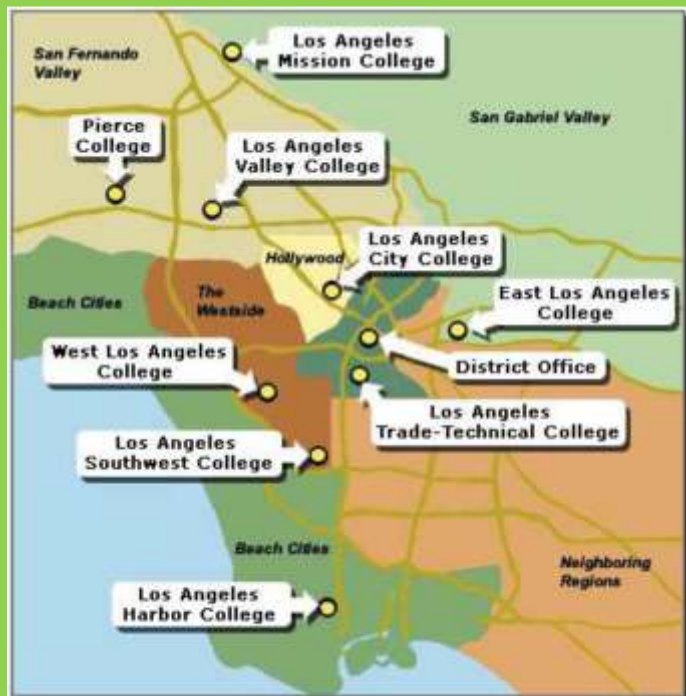 Los Angeles
Mission College
San Fernando
Valley
San Gabriel Valley
Pierce
College
Los Angeles
Valley College
Hollywood
Los Angeles
City College
Beach Cities
The
Westside
East Los Angeles
College
West Los Angeles
College
District Office
Los Angeles
Trade-Technical College
Los Angeles
Southwest College
Beach Cities
Neighboring
Regions
Los Angeles
Harbor College